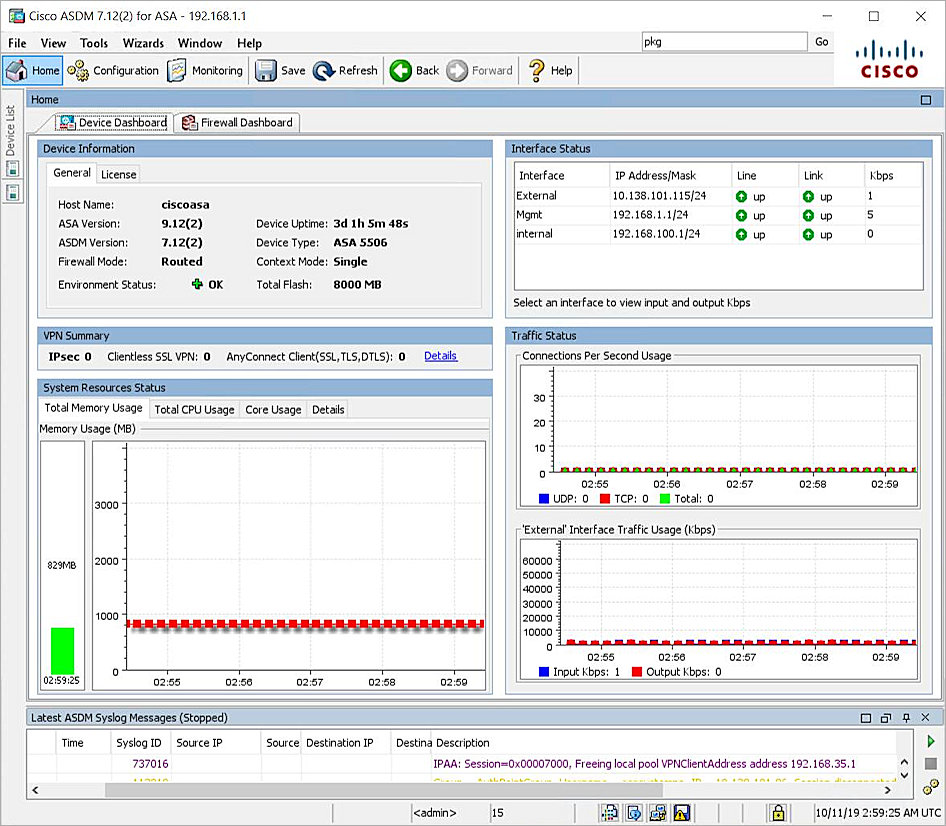 Cisco ASDM 7.12(2) for ASA - 192.168.1.1
File View Tools Wizards Window Help
pkg Go
Home Configuration Monitoring Save Refresh Back Forward Help
CISCO
Device List
Home
Device Dashboard Firewall Dashboard
Device Information
General License
Host Name: ciscoasa
ASA Version: 9.12(2) Device Uptime: 3d 1h 5m 48s
ASDM Version: 7.12(2) Device Type: ASA 5506
Firewall Mode: Routed Context Mode: Single
Environment Status: OK Total Flash: 8000 MB
Interface Status
Interface IP Address/Mask Line Link Kbps
External 10.138.101.115/24 up up 1
Mgmt 192.168.1.1/24 up up 5
internal 192.168.100.1/24 up up 0
Select an interface to view input and output Kbps
VPN Summary
IPsec 0 Clientless SSL VPN: 0 AnyConnect Client(SSL,TLS,DTLS): 0 Details
System Resources Status
Total Memory Usage Total CPU Usage Core Usage Details
Memory Usage (MB)
829MB
02:59:25
3000
2000
1000
0
02:55 02:56 02:57 02:58 02:59
Traffic Status
Connections Per Second Usage
30
20
10
0
02:55 02:56 02:57 02:58 02:59
UDP: 0 TCP: 0 Total: 0
'External' Interface Traffic Usage (Kbps)
60000
50000
40000
30000
20000
10000
0
02:55 02:56 02:57 02:58 02:59
Input Kbps: 1 Output Kbps: 0
Latest ASDM Syslog Messages (Stopped)
Time Syslog ID Source IP Source Destination IP Destina Description
737016 IPAA: Session=0x00007000, Freeing local pool VPNClientAddress address 192.168.35.1
<admin> 15 10/11/19 2:59:25 AM UTC